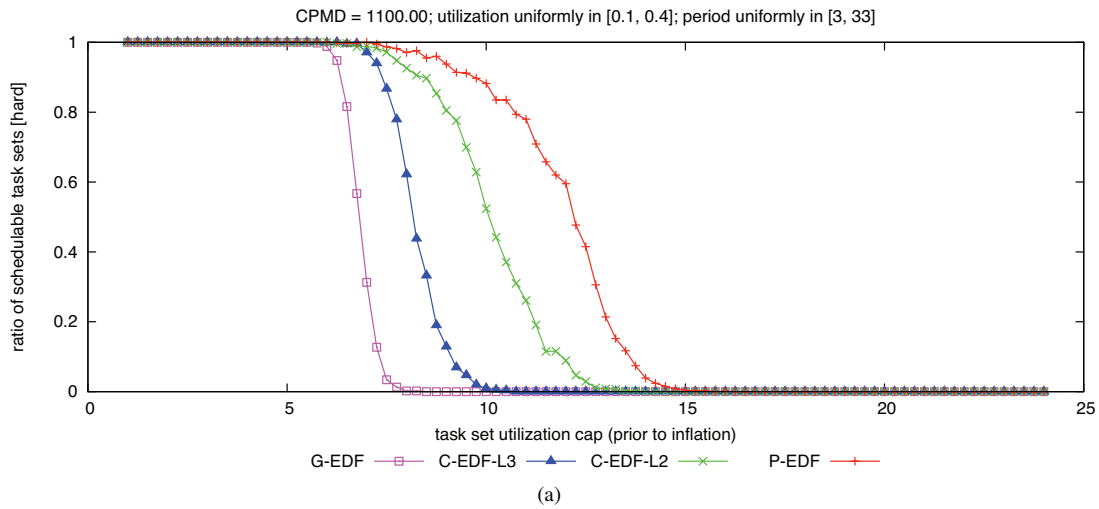 CPMD = 1100.00; utilization uniformly in [0.1, 0.4]; period uniformly in [3, 33]
ratio of schedulable task sets [hard]
1
0.8
0.6
0.4
0.2
0
0 5 10 15 20 25
task set utilization cap (prior to inflation)
G-EDF C-EDF-L3 C-EDF-L2 P-EDF
(a)